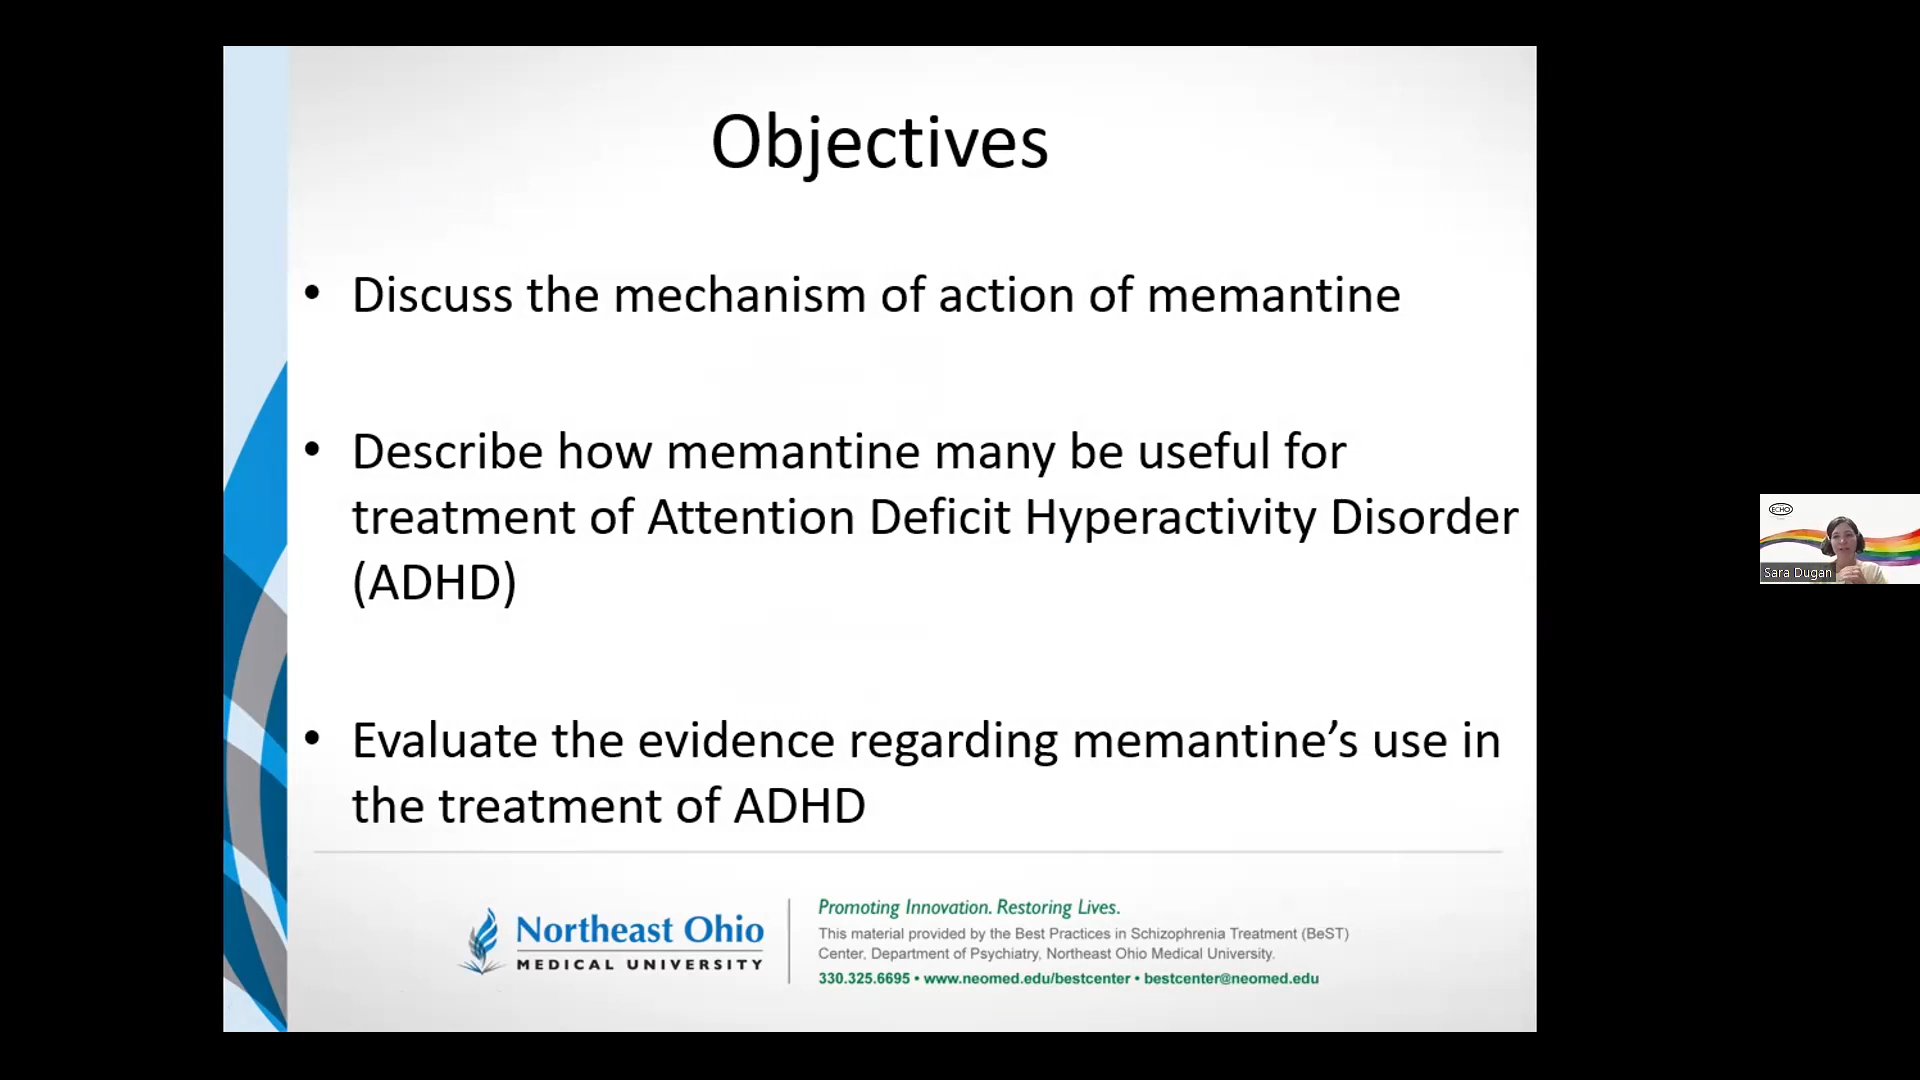 Objectives
• Discuss the mechanism of action of memantine
• Describe how memantine many be useful for
treatment of Attention Deficit Hyperactivity Disorder
(ADHD)
• Evaluate the evidence regarding memantine’s use in
the treatment of ADHD
Northeast Ohio
MEDICAL UNIVERSITY
Promoting Innovation. Restoring Lives.
This material provided by the Best Practices in Schizophrenia Treatment (BeST)
Center, Department of Psychiatry, Northeast Ohio Medical University.
330.325.6695 • www.neomed.edu/bestcenter • bestcenter@neomed.edu
ECHO
Sara Dugan